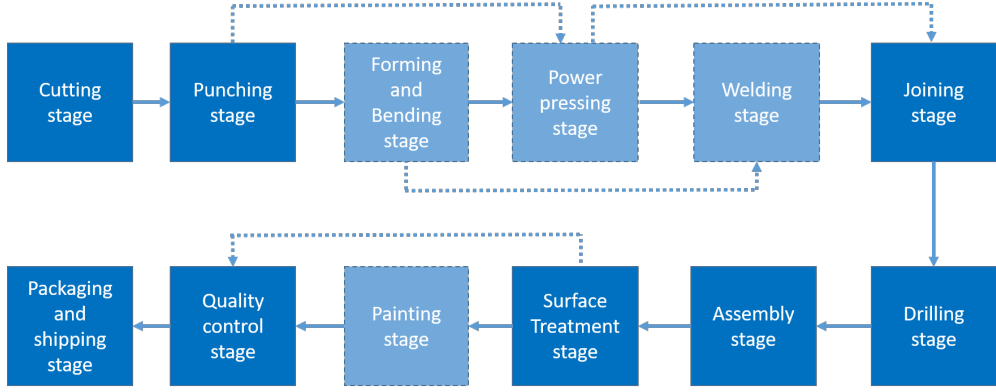 Cutting
stage
Punching
stage
Forming
and
Bending
stage
Power
pressing
stage
Welding
stage
Joining
stage
Packaging
and
shipping
stage
Quality
control
stage
Painting
stage
Surface
Treatment
stage
Assembly
stage
Drilling
stage